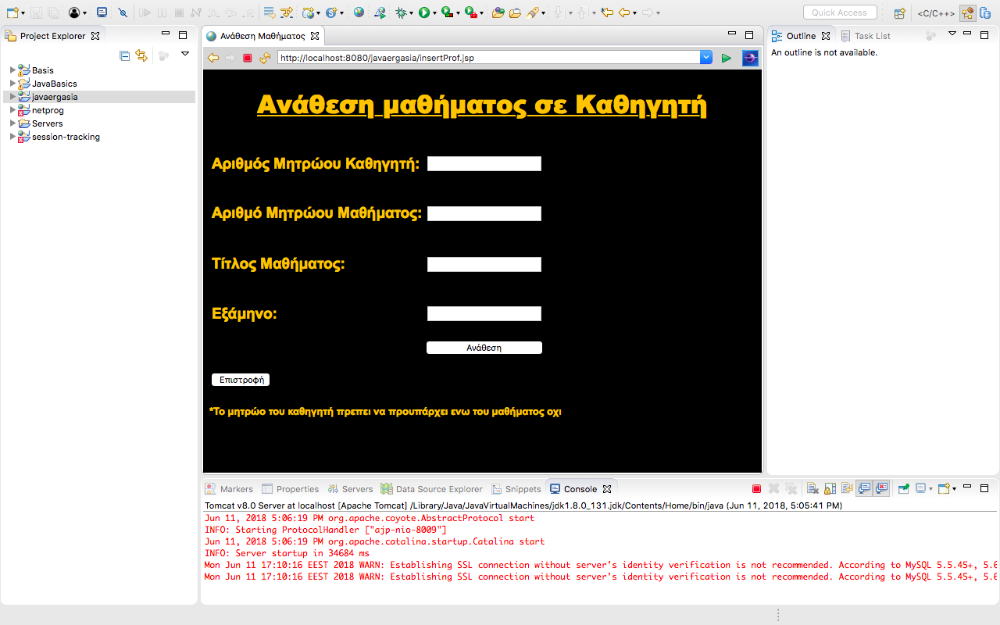 Quick Access
<C/C++>
Project Explorer
Basis
JavaBasics
javaergasia
netprog
Servers
session-tracking
Ανάθεση Μαθήματος
http://localhost:8080/javaergasia/insertProf.jsp
Ανάθεση μαθήματος σε Καθηγητή
Αριθμός Μητρώου Καθηγητή:
Αριθμό Μητρώου Μαθήματος:
Τίτλος Μαθήματος:
Εξάμηνο:
Ανάθεση
Επιστροφή
*Το μητρώο του καθηγητή πρεπει να προυπάρχει ενω του μαθήματος οχι
Outline
Task List
An outline is not available.
Markers
Properties
Servers
Data Source Explorer
Snippets
Console
Tomcat v8.0 Server at localhost [Apache Tomcat] /Library/Java/JavaVirtualMachines/jdk1.8.0_131.jdk/Contents/Home/bin/java (Jun 11, 2018, 5:05:41 PM)
Jun 11, 2018 5:06:19 PM org.apache.coyote.AbstractProtocol start
INFO: Starting ProtocolHandler ["ajp-nio-8009"]
Jun 11, 2018 5:06:19 PM org.apache.catalina.startup.Catalina start
INFO: Server startup in 34684 ms
Mon Jun 11 17:10:16 EEST 2018 WARN: Establishing SSL connection without server's identity verification is not recommended. According to MySQL 5.5.45+, 5.6
Mon Jun 11 17:10:16 EEST 2018 WARN: Establishing SSL connection without server's identity verification is not recommended. According to MySQL 5.5.45+, 5.6